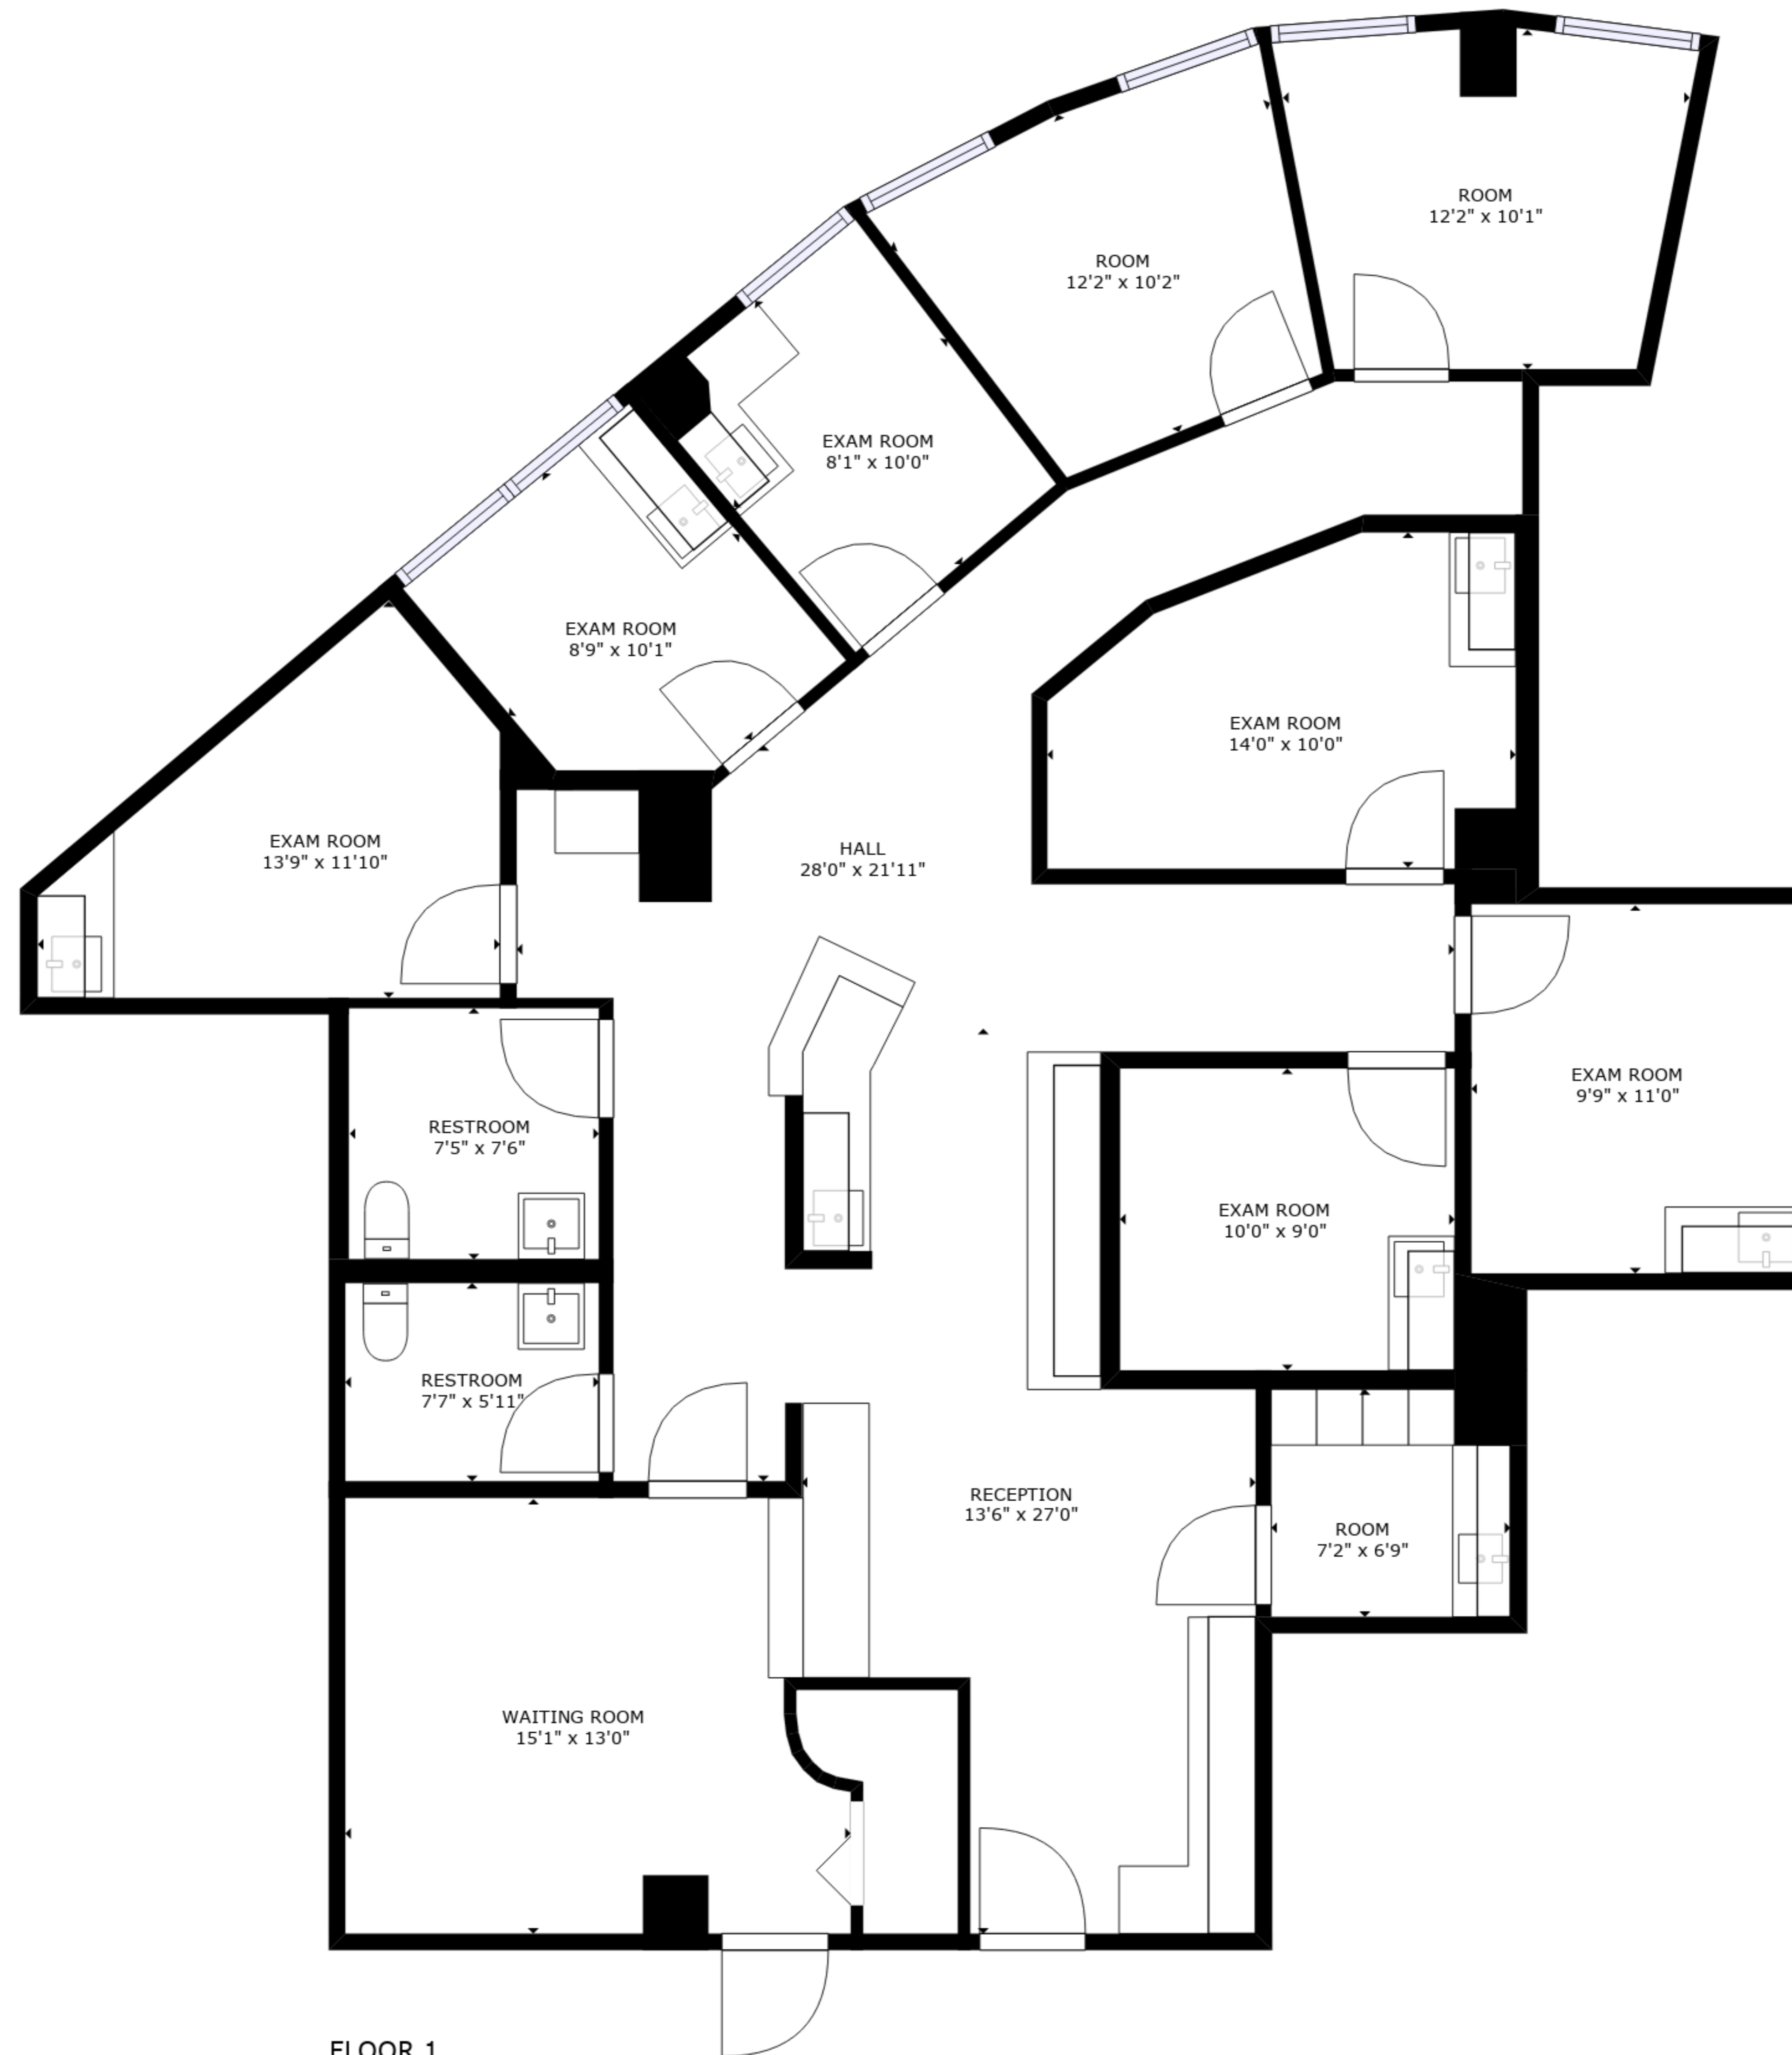 ROOM
12'2" x 10'1"
ROOM
12'2" x 10'2"
EXAM ROOM
8'1" x 10'0"
EXAM ROOM
8'9" x 10'1"
EXAM ROOM
14'0" x 10'0"
EXAM ROOM
13'9" x 11'10"
HALL
28'0" x 21'11"
EXAM ROOM
9'9" x 11'0"
RESTROOM
7'5" x 7'6"
EXAM ROOM
10'0" x 9'0"
RESTROOM
7'7" x 5'11"
RECEPTION
13'6" x 27'0"
ROOM
7'2" x 6'9"
WAITING ROOM
15'1" x 13'0"
FLOOR 1